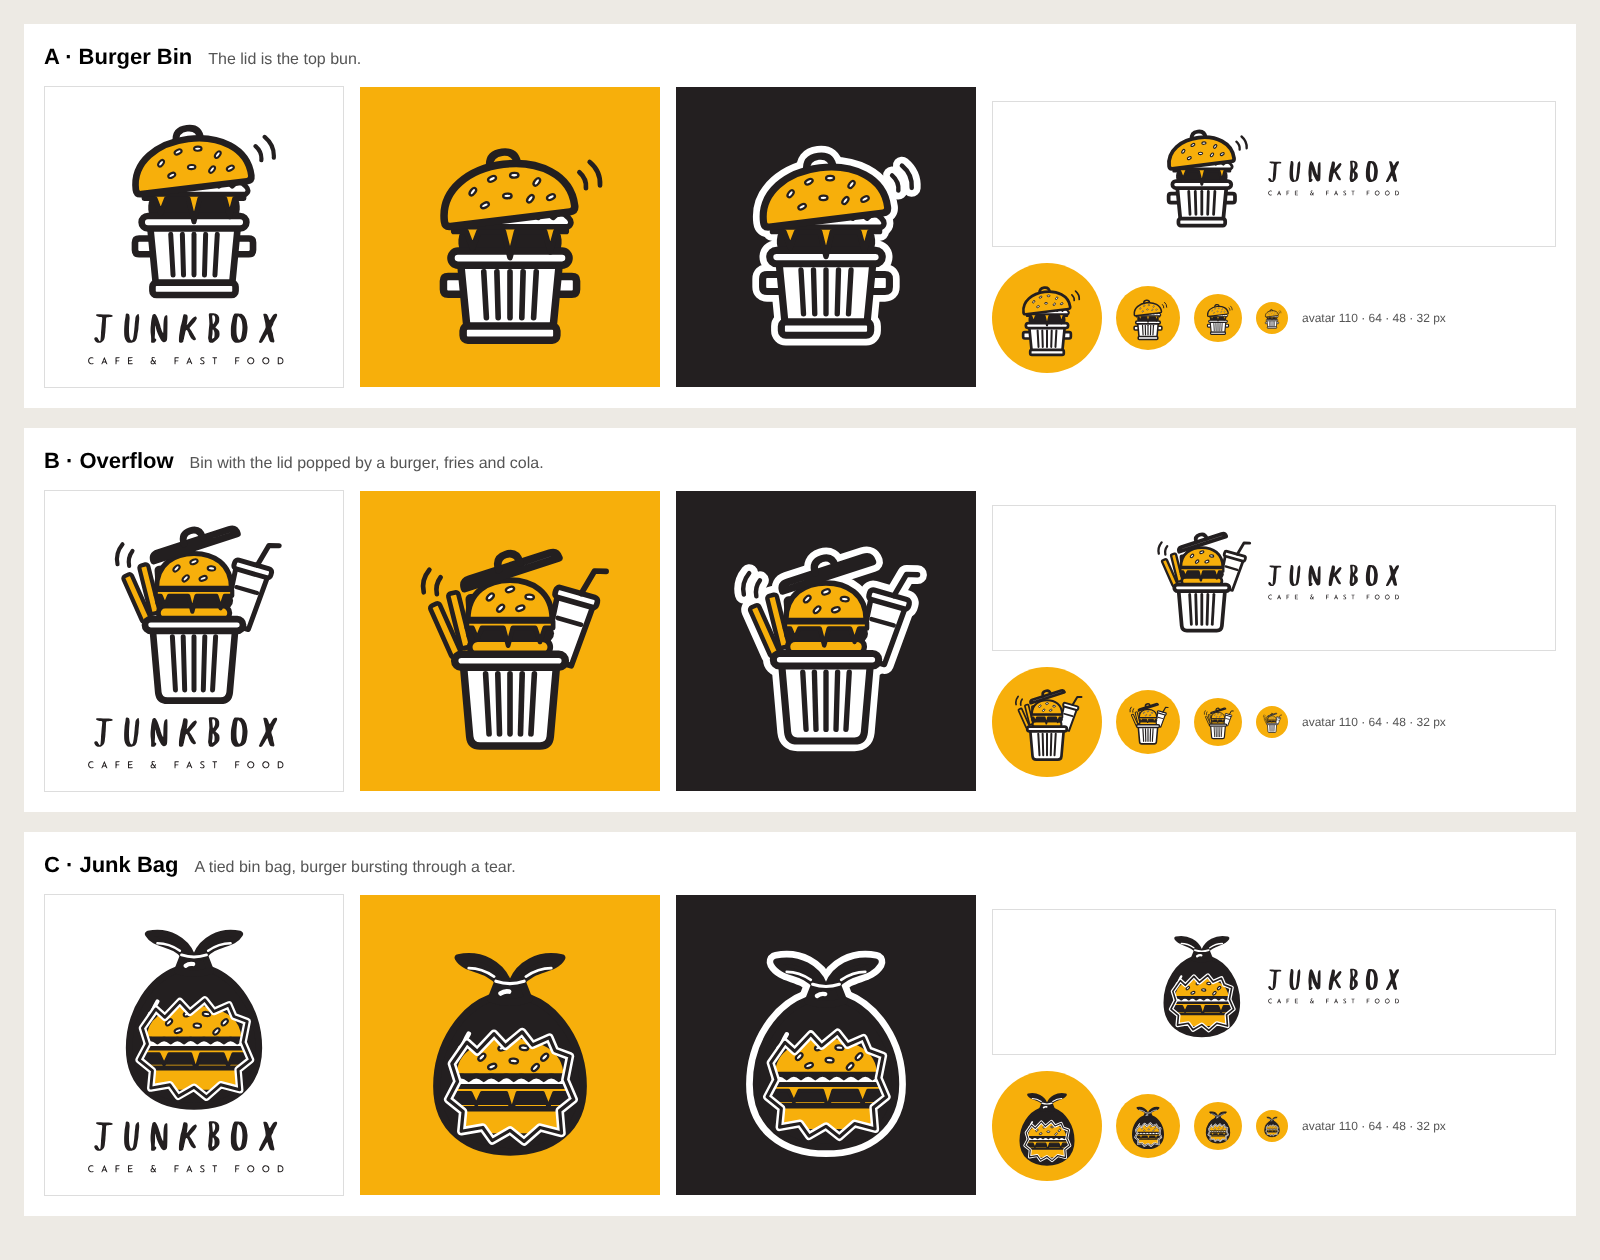 A · Burger Bin The lid is the top bun.
JUNKBOX
CAFE & FAST FOOD
JUNKBOX
CAFE & FAST FOOD
avatar 110 · 64 · 48 · 32 px
B · Overflow Bin with the lid popped by a burger, fries and cola.
JUNKBOX
CAFE & FAST FOOD
JUNKBOX
CAFE & FAST FOOD
avatar 110 · 64 · 48 · 32 px
C · Junk Bag A tied bin bag, burger bursting through a tear.
JUNKBOX
CAFE & FAST FOOD
JUNKBOX
CAFE & FAST FOOD
avatar 110 · 64 · 48 · 32 px